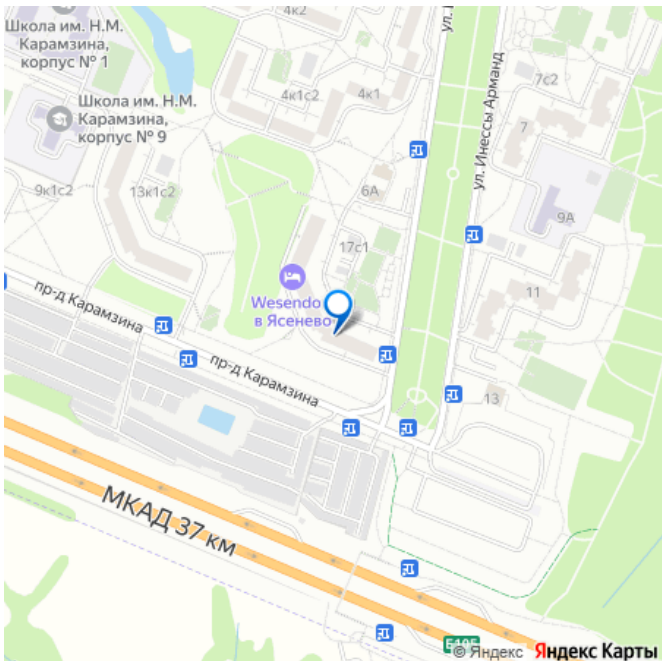 Школа им. Н.М.
Карамзина,
корпус № 1
4к2
ул. И
4к1с2
4к1
7с2
Школа им. Н.М.
Карамзина,
корпус № 9
7
ул. Инессы Арманд
9к1с2
13к1с2
6А
9А
17с1
Wesendo
в Ясенево
11
пр-д Карамзина
пр-д Карамзина
13
МКАД 37 км
E105
© Яндекс Яндекс Карты